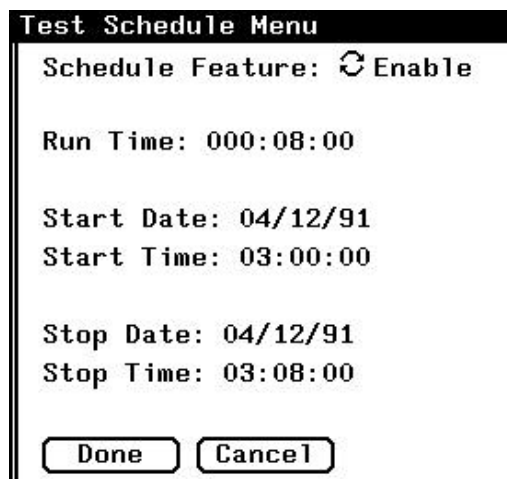 Test Schedule Menu
Schedule Feature: Enable
Run Time: 000:08:00
Start Date: 04/12/91
Start Time: 03:00:00
Stop Date: 04/12/91
Stop Time: 03:08:00
Done Cancel